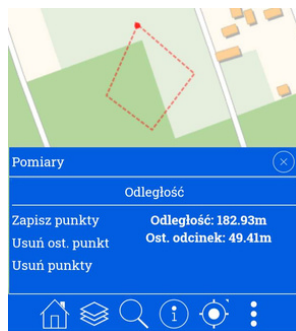 Pomiary
Odległość
Zapisz punkty
Odległość: 182.93m
Usuń ost. punkt
Ost. odcinek: 49.41m
Usuń punkty